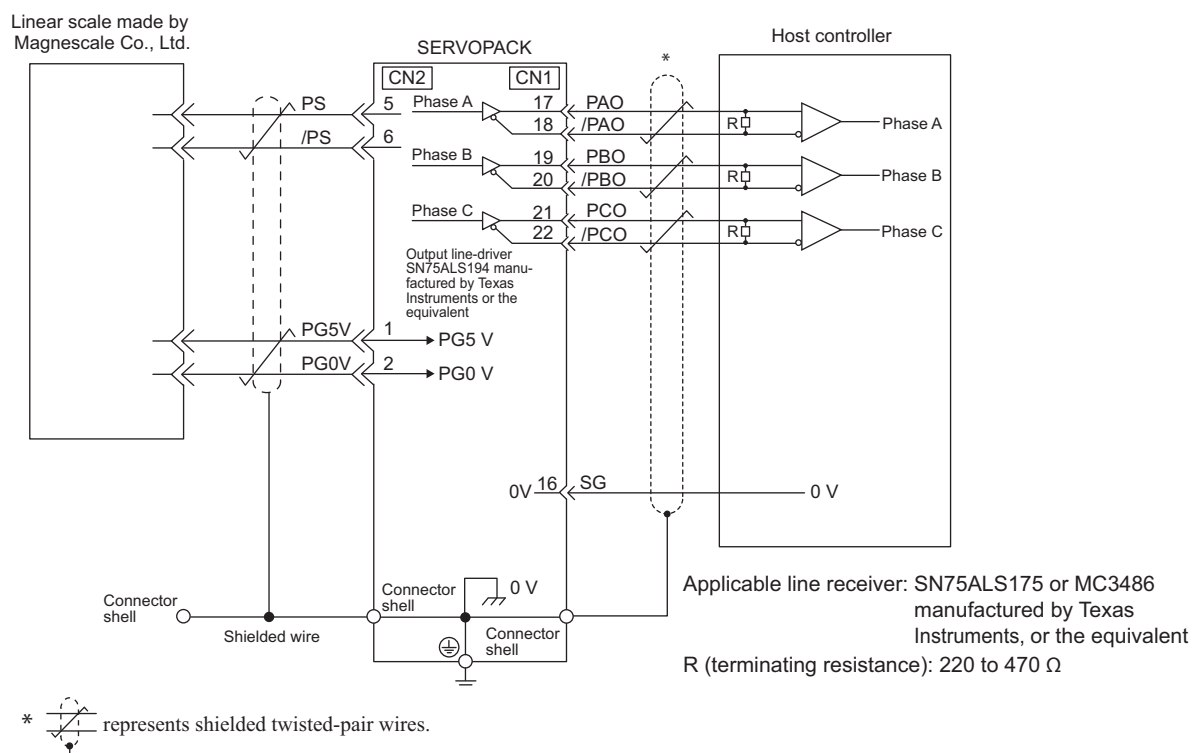 Linear scale made by
Magnescale Co., Ltd.
SERVOPACK
Host controller
*
CN2
CN1
PS
5
Phase A
17
PAO
R
Phase A
18
/PAO
/PS
6
Phase B
19
PBO
R
Phase B
20
/PBO
Phase C
21
PCO
R
Phase C
22
/PCO
Output line-driver
SN75ALS194 manu-
factured by Texas
Instruments or the
equivalent
PG5V
1
PG5 V
PG0V
2
PG0 V
0V
16
SG
0 V
Connector
shell
Shielded wire
Connector
shell
0 V
Connector
shell
Applicable line receiver: SN75ALS175 or MC3486
manufactured by Texas
Instruments, or the equivalent
R (terminating resistance): 220 to 470 Ω
* represents shielded twisted-pair wires.